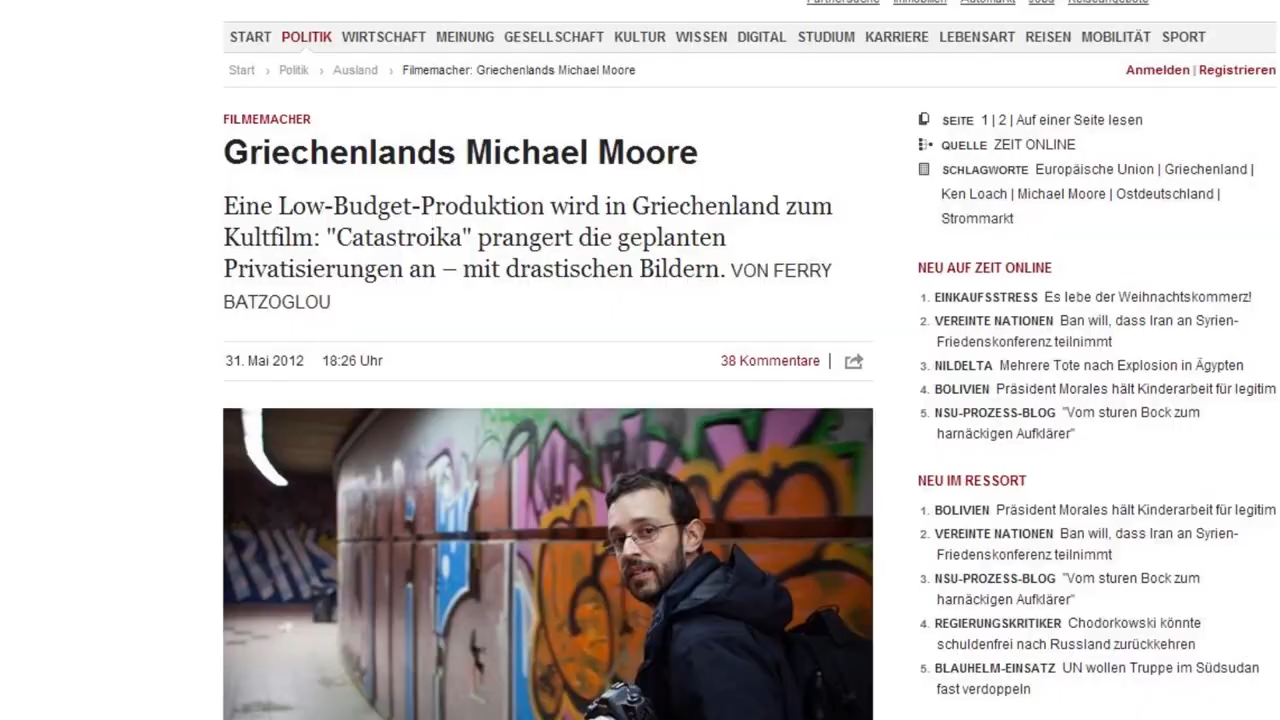 Partnersuche Immobilien Automarkt Jobs Reiseangebote
START POLITIK WIRTSCHAFT MEINUNG GESELLSCHAFT KULTUR WISSEN DIGITAL STUDIUM KARRIERE LEBENSART REISEN MOBILITÄT SPORT
Start › Politik › Ausland › Filmemacher: Griechenlands Michael Moore
Anmelden | Registrieren
FILMEMACHER
Griechenlands Michael Moore
Eine Low-Budget-Produktion wird in Griechenland zum
Kultfilm: "Catastroika" prangert die geplanten
Privatisierungen an – mit drastischen Bildern. VON FERRY
BATZOGLOU
31. Mai 2012 18:26 Uhr
38 Kommentare |
SEITE 1 | 2 | Auf einer Seite lesen
QUELLE ZEIT ONLINE
SCHLAGWORTE Europäische Union | Griechenland |
Ken Loach | Michael Moore | Ostdeutschland |
Strommarkt
NEU AUF ZEIT ONLINE
1. EINKAUFSSTRESS Es lebe der Weihnachtskommerz!
2. VEREINTE NATIONEN Ban will, dass Iran an Syrien-
Friedenskonferenz teilnimmt
3. NILDELTA Mehrere Tote nach Explosion in Ägypten
4. BOLIVIEN Präsident Morales hält Kinderarbeit für legitim
5. NSU-PROZESS-BLOG "Vom sturen Bock zum
harnäckigen Aufklärer"
NEU IM RESSORT
1. BOLIVIEN Präsident Morales hält Kinderarbeit für legitim
2. VEREINTE NATIONEN Ban will, dass Iran an Syrien-
Friedenskonferenz teilnimmt
3. NSU-PROZESS-BLOG "Vom sturen Bock zum
harnäckigen Aufklärer"
4. REGIERUNGSKRITIKER Chodorkowski könnte
schuldenfrei nach Russland zurückkehren
5. BLAUHELM-EINSATZ UN wollen Truppe im Südsudan
fast verdoppeln